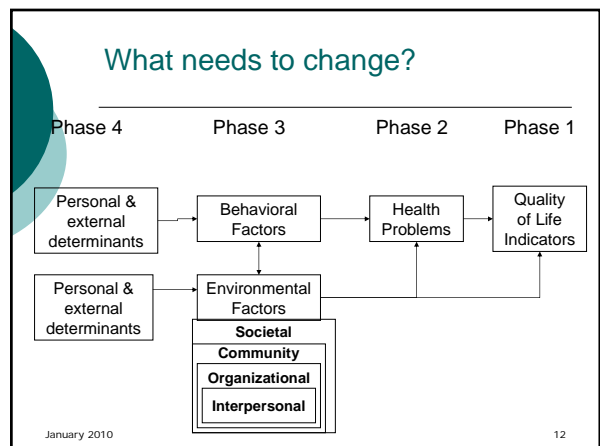 What needs to change?
Phase 4 Phase 3 Phase 2 Phase 1
Personal &
external
determinants
Behavioral
Factors
Health
Problems
Quality
of Life
Indicators
Personal &
external
determinants
Environmental
Factors
Societal
Community
Organizational
Interpersonal
January 2010 12